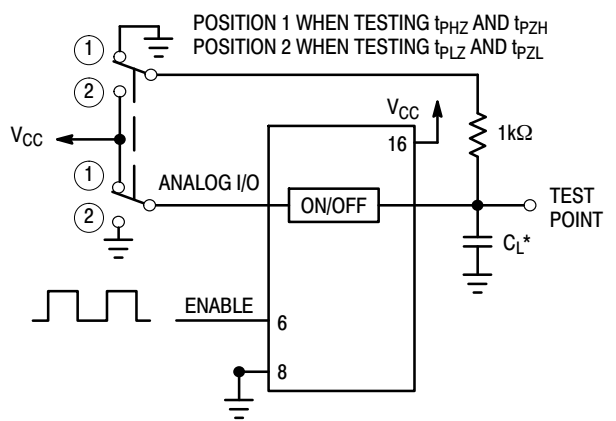 POSITION 1 WHEN TESTING tPHZ AND tPZH
POSITION 2 WHEN TESTING tPLZ AND tPZL
1
2
VCC
VCC
16
1kΩ
1
ANALOG I/O
ON/OFF
TEST
POINT
2
CL*
ENABLE
6
8